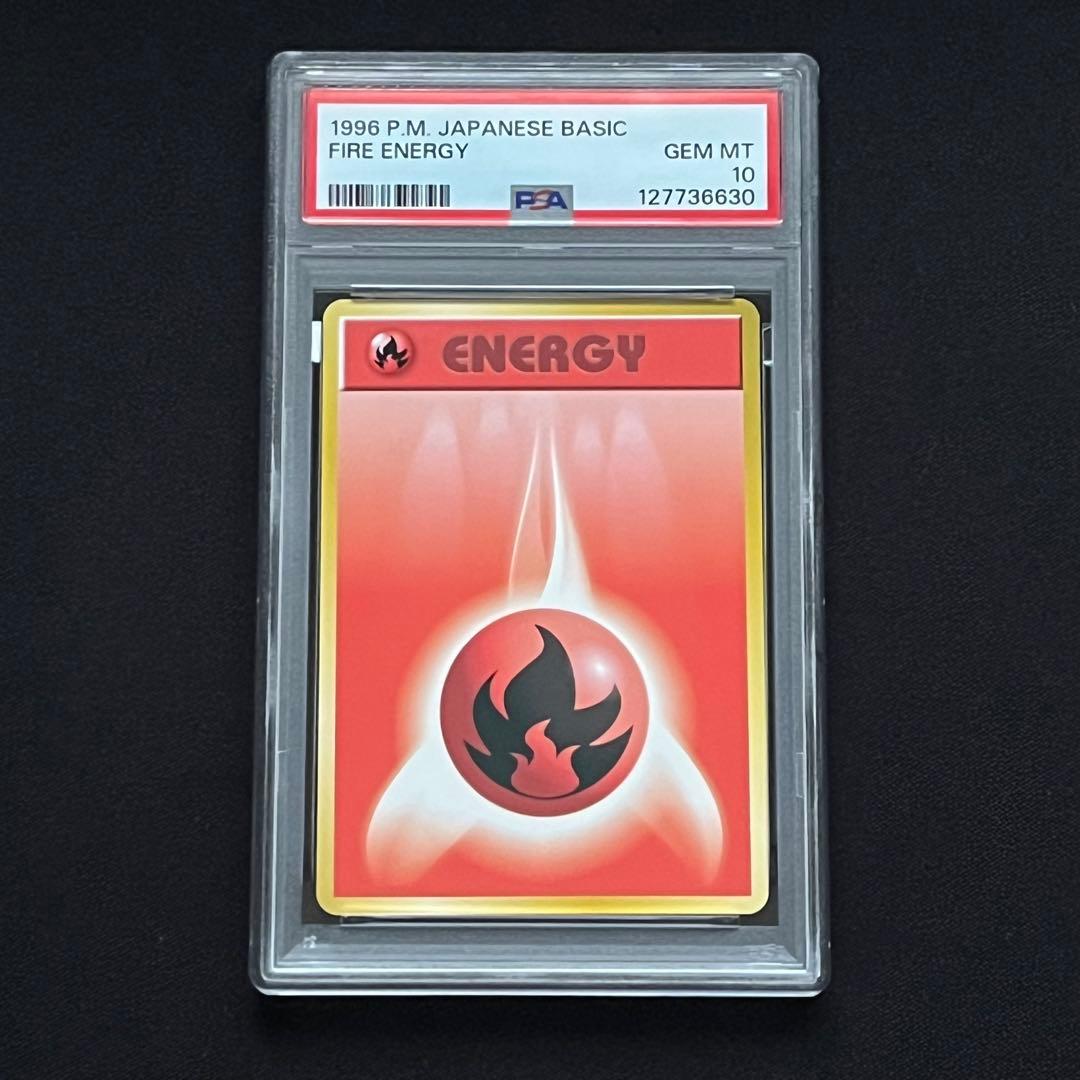 1996 P.M. JAPANESE BASIC
FIRE ENERGY
GEM MT
10
PSA
127736630
ENERGY